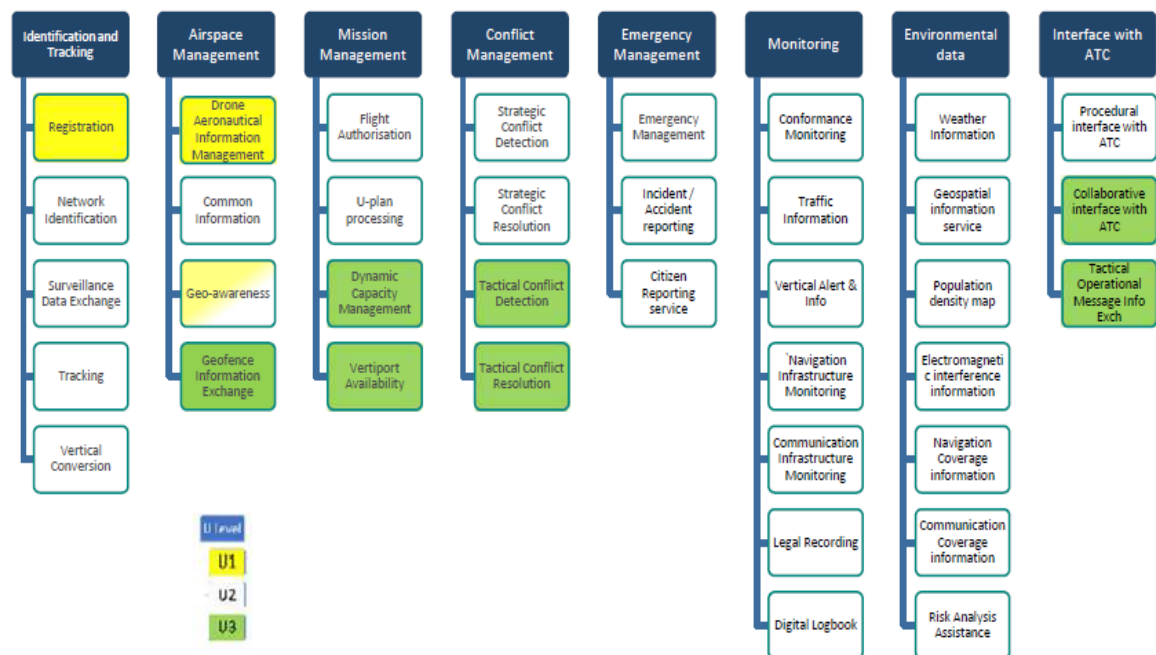 Identification and
Tracking
Registration
Network
Identification
Surveillance
Data Exchange
Tracking
Vertical
Conversion
Airspace
Management
Drone
Aeronautical
Information
Management
Common
Information
Geo-awareness
Geofence
Information
Exchange
Mission
Management
Flight
Authorisation
U-plan
processing
Dynamic
Capacity
Management
Vertiport
Availability
Conflict
Management
Strategic
Conflict
Detection
Strategic
Conflict
Resolution
Tactical Conflict
Detection
Tactical Conflict
Resolution
Emergency
Management
Emergency
Management
Incident /
Accident
reporting
Citizen
Reporting
service
Monitoring
Conformance
Monitoring
Traffic
Information
Vertical Alert &
Info
`Navigation
Infrastructure
Monitoring
Communication
Infrastructure
Monitoring
Legal Recording
Digital Logbook
Environmental
data
Weather
Information
Geospatial
information
service
Population
density map
Electromagneti
c interference
information
Navigation
Coverage
information
Communication
Coverage
information
Risk Analysis
Assistance
Interface with
ATC
Procedural
interface with
ATC
Collaborative
interface with
ATC
Tactical
Operational
Message Info
Exch
U level
U1
U2
U3